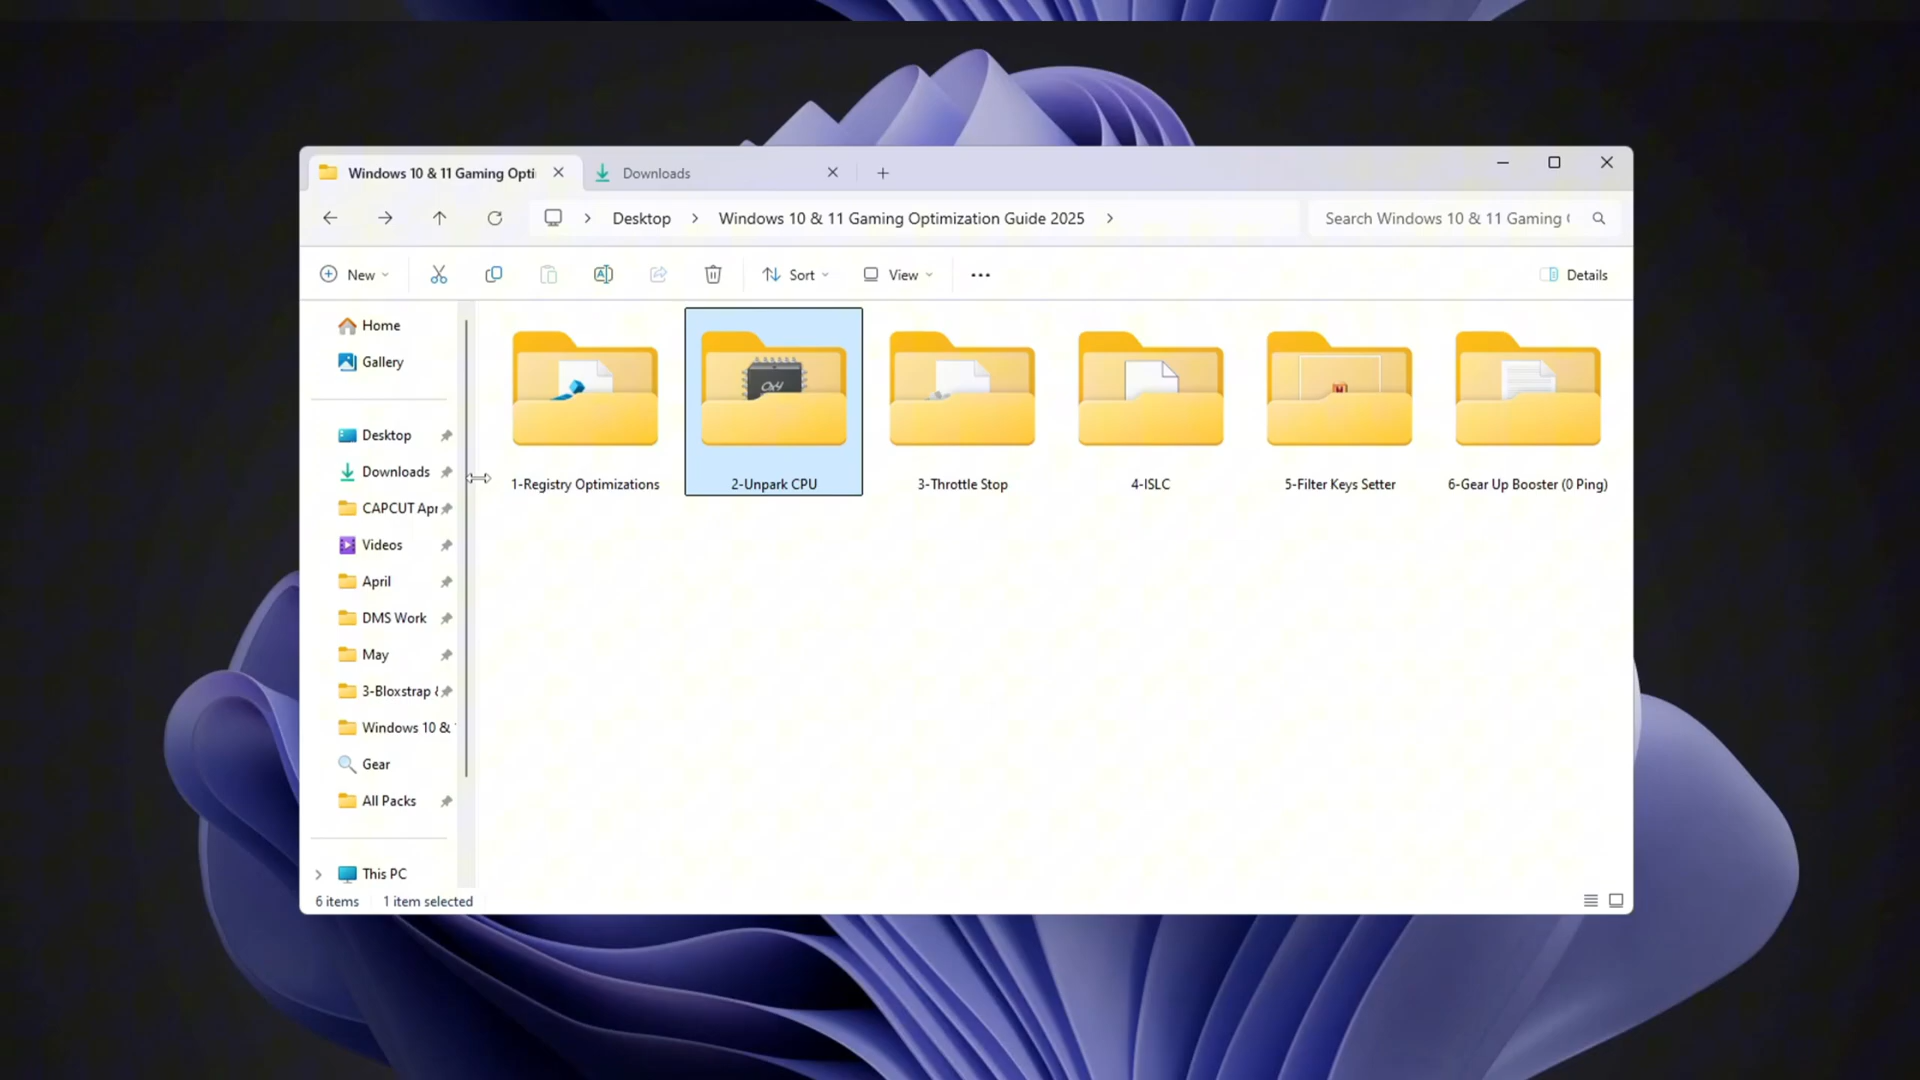 Windows 10 & 11 Gaming Opti
Downloads
Desktop
Windows 10 & 11 Gaming Optimization Guide 2025
Search Windows 10 & 11 Gaming (
New
Sort
View
Details
Home
Gallery
Desktop
Downloads
CAPCUT Apr
Videos
April
DMS Work
May
3-Bloxstrap &
Windows 10 & 1
Gear
All Packs
This PC
0x4
1-Registry Optimizations
2-Unpark CPU
3-Throttle Stop
4-ISLC
5-Filter Keys Setter
6-Gear Up Booster (0 Ping)
6 items
1 item selected